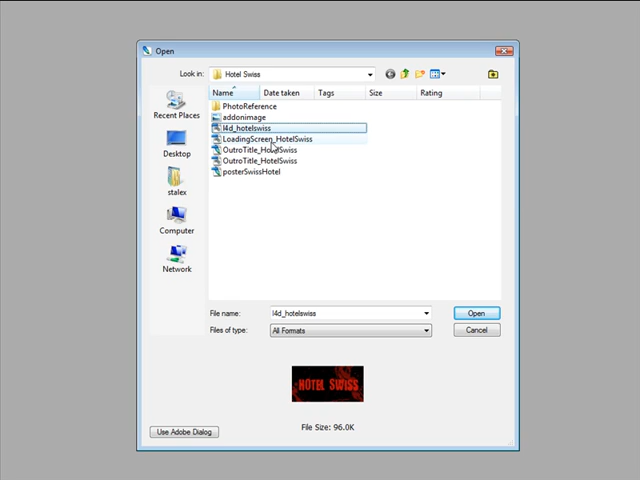 Open
Look in: Hotel Swiss
Name Date taken Tags Size Rating
PhotoReference
addonimage
l4d_hotelswiss
LoadingScreen_HotelSwiss
OutroTitle_HotelSwiss
OutroTitle_HotelSwiss
posterSwissHotel
Recent Places
Desktop
stalex
Computer
Network
File name: l4d_hotelswiss Open
Files of type: All Formats Cancel
HOTEL SWISS
File Size: 96.0K
Use Adobe Dialog